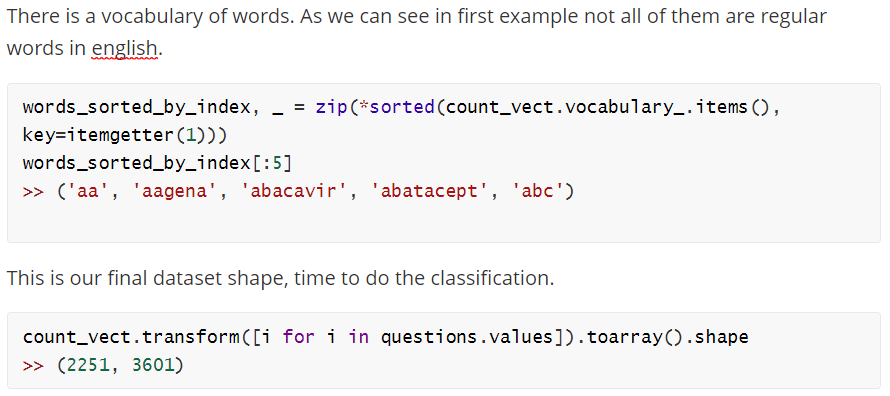 There is a vocabulary of words. As we can see in first example not all of them are regular
words in english.
words_sorted_by_index, _ = zip(*sorted(count_vect.vocabulary_.items(),
key=itemgetter(1)))
words_sorted_by_index[:5]
>> ('aa', 'aagena', 'abacavir', 'abatacept', 'abc')
This is our final dataset shape, time to do the classification.
count_vect.transform([i for i in questions.values]).toarray().shape
>> (2251, 3601)